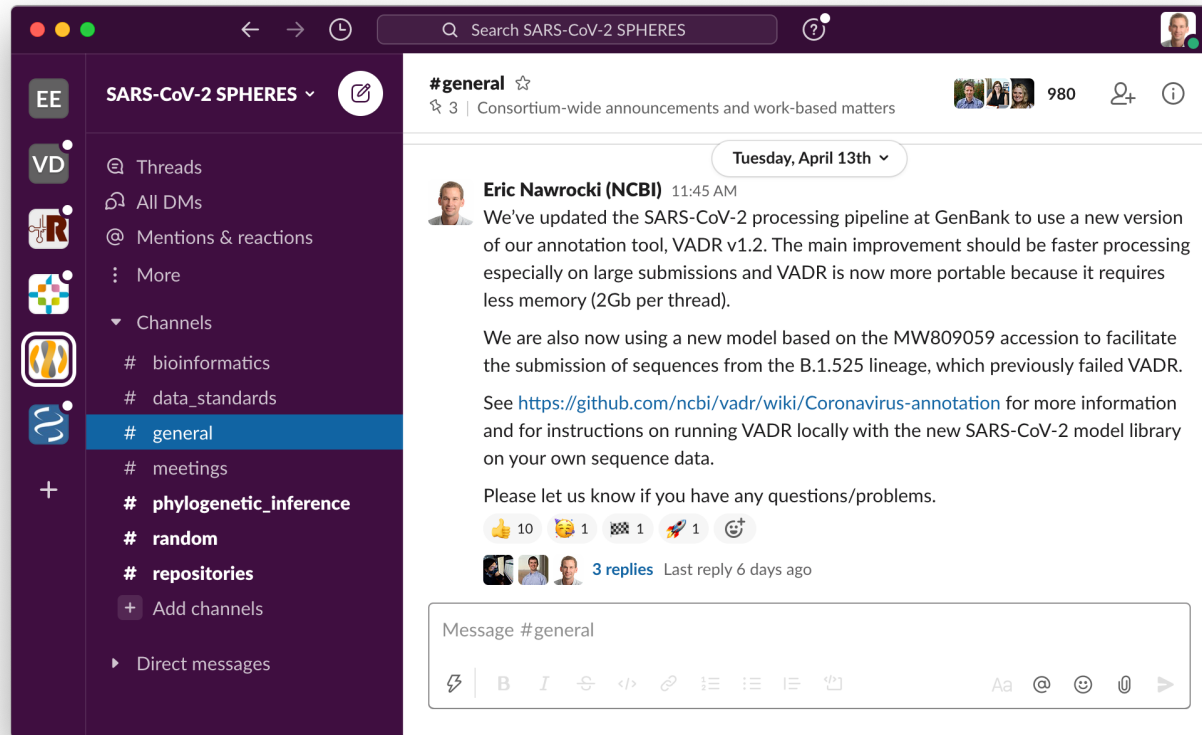 Search SARS-CoV-2 SPHERES
EE
VD
R
SARS-CoV-2 SPHERES
Threads
All DMs
@ Mentions & reactions
More
Channels
# bioinformatics
# data_standards
# general
# meetings
# phylogenetic_inference
# random
# repositories
+ Add channels
Direct messages
#general
3 | Consortium-wide announcements and work-based matters
980
Tuesday, April 13th
Eric Nawrocki (NCBI) 11:45 AM
We’ve updated the SARS-CoV-2 processing pipeline at GenBank to use a new version
of our annotation tool, VADR v1.2. The main improvement should be faster processing
especially on large submissions and VADR is now more portable because it requires
less memory (2Gb per thread).
We are also now using a new model based on the MW809059 accession to facilitate
the submission of sequences from the B.1.525 lineage, which previously failed VADR.
See https://github.com/ncbi/vadr/wiki/Coronavirus-annotation for more information
and for instructions on running VADR locally with the new SARS-CoV-2 model library
on your own sequence data.
Please let us know if you have any questions/problems.
10 1 1 1
3 replies Last reply 6 days ago
Message #general
B I S </> Aa @